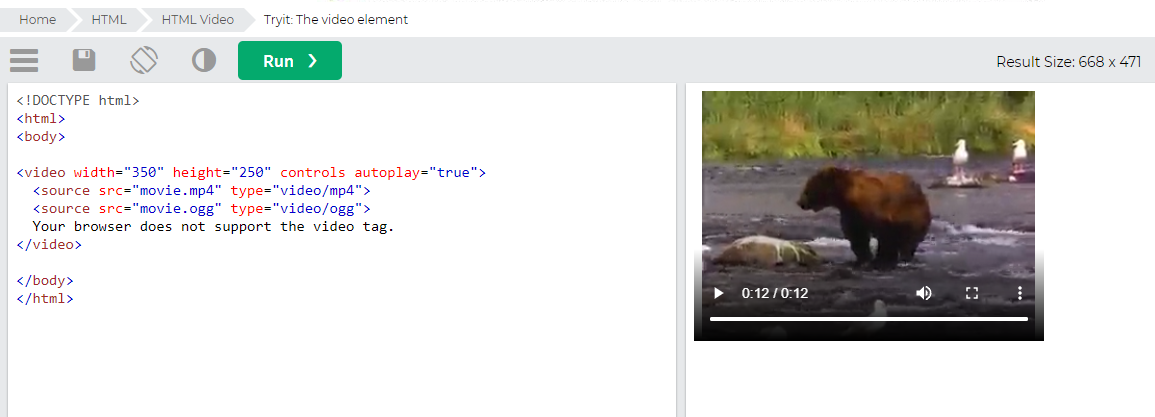 Home HTML HTML Video Tryit: The video element
Run ❯
Result Size: 668 x 471
<!DOCTYPE html>
<html>
<body>
<video width="350" height="250" controls autoplay="true">
<source src="movie.mp4" type="video/mp4">
<source src="movie.ogg" type="video/ogg">
Your browser does not support the video tag.
</video>
</body>
</html>
0:12 / 0:12